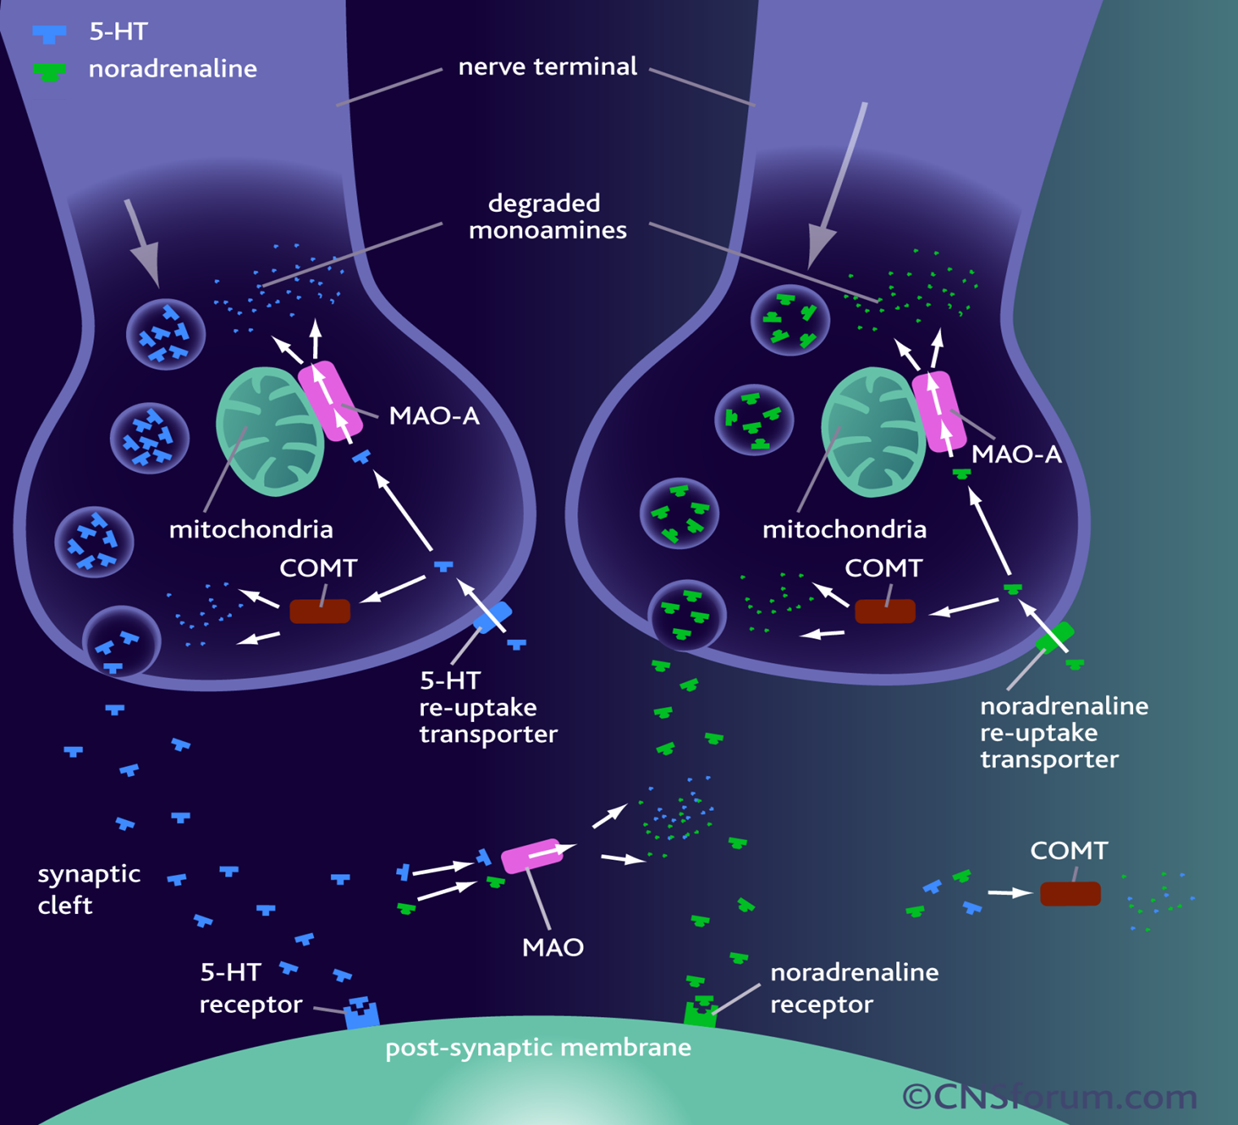 5-HT
noradrenaline
nerve terminal
degraded
monoamines
MAO-A
MAO-A
mitochondria
mitochondria
COMT
COMT
5-HT
re-uptake
transporter
noradrenaline
re-uptake
transporter
synaptic
cleft
COMT
MAO
5-HT
receptor
noradrenaline
receptor
post-synaptic membrane
©CNSforum.com